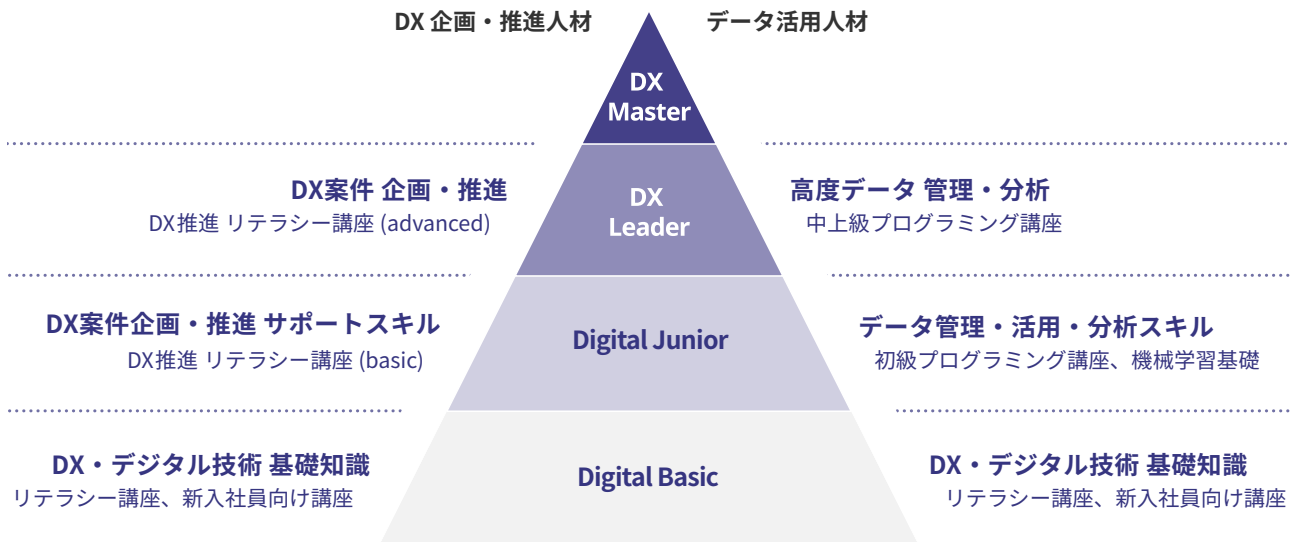 DX 企画・推進人材
データ活用人材
DX
Master
DX案件 企画・推進
DX推進 リテラシー講座 (advanced)
DX
Leader
高度データ 管理・分析
中上級プログラミング講座
DX案件企画・推進 サポートスキル
DX推進 リテラシー講座 (basic)
Digital Junior
データ管理・活用・分析スキル
初級プログラミング講座、機械学習基礎
DX・デジタル技術 基礎知識
リテラシー講座、新入社員向け講座
Digital Basic
DX・デジタル技術 基礎知識
リテラシー講座、新入社員向け講座